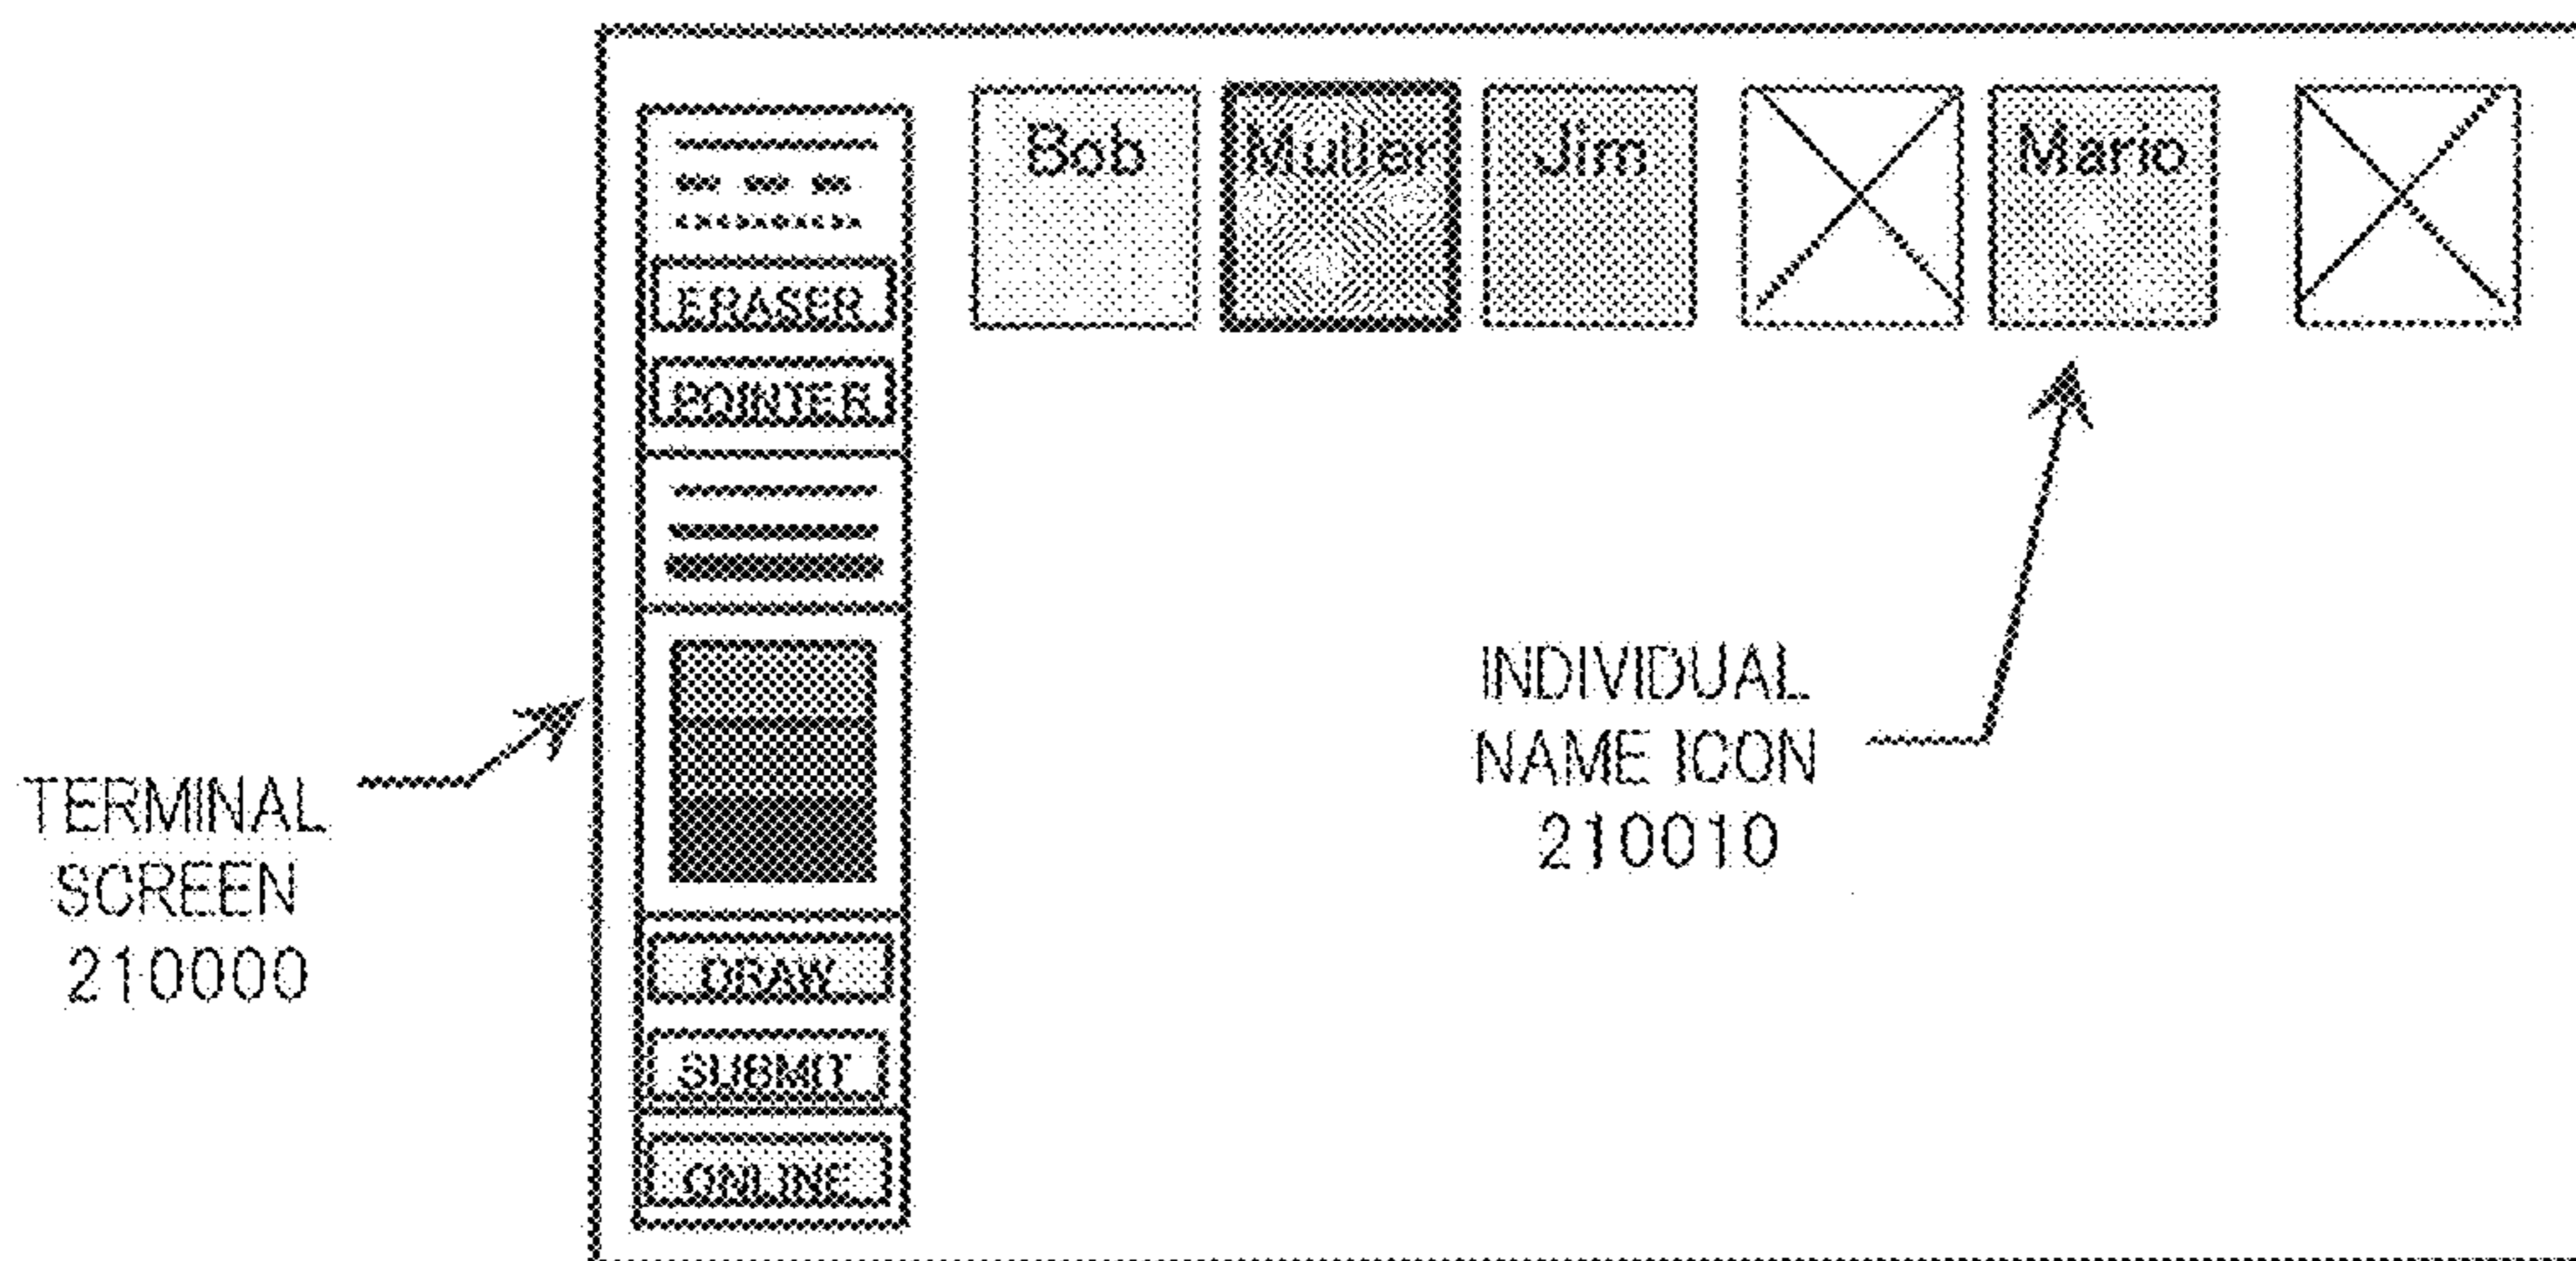 Bob
Muller
Jim
Mario
ERASER
POINTER
DRAW
SUBMIT
ONLINE
TERMINAL
SCREEN
210000
INDIVIDUAL
NAME ICON
210010